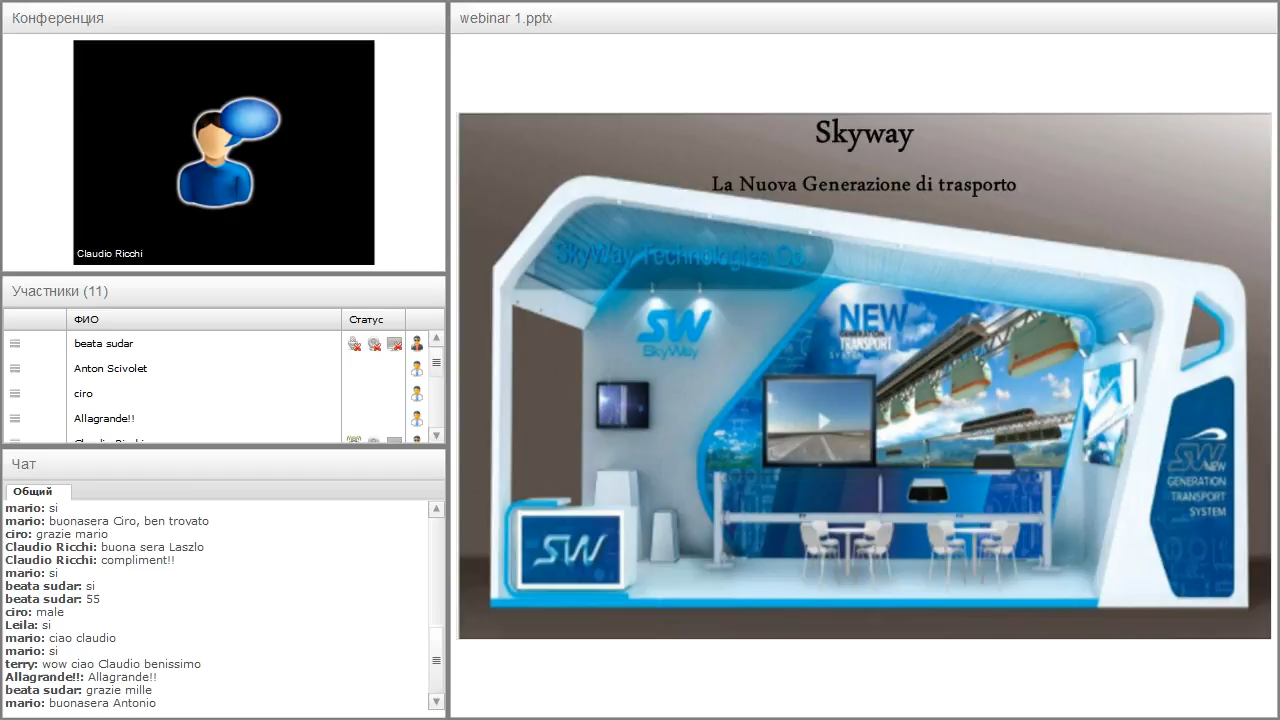 Конференция
Claudio Ricchi
Участники (11)
ФИО
Статус
beata sudar
Anton Scivolet
ciro
Allagrande!!
Чат
Общий
mario: si
mario: buonasera Ciro, ben trovato
ciro: grazie mario
Claudio Ricchi: buona sera Laszlo
Claudio Ricchi: compliment!!
mario: si
beata sudar: si
beata sudar: 55
ciro: male
Leila: si
mario: ciao claudio
mario: si
terry: wow ciao Claudio benissimo
Allagrande!!: Allagrande!!
beata sudar: grazie mille
mario: buonasera Antonio
webinar 1.pptx
Skyway
La Nuova Generazione di trasporto
SkyWay Technologies Co
SW
SkyWay
NEW
GENERATION
TRANSPORT
SYSTEM
SW
SW
NEW
GENERATION
TRANSPORT
SYSTEM